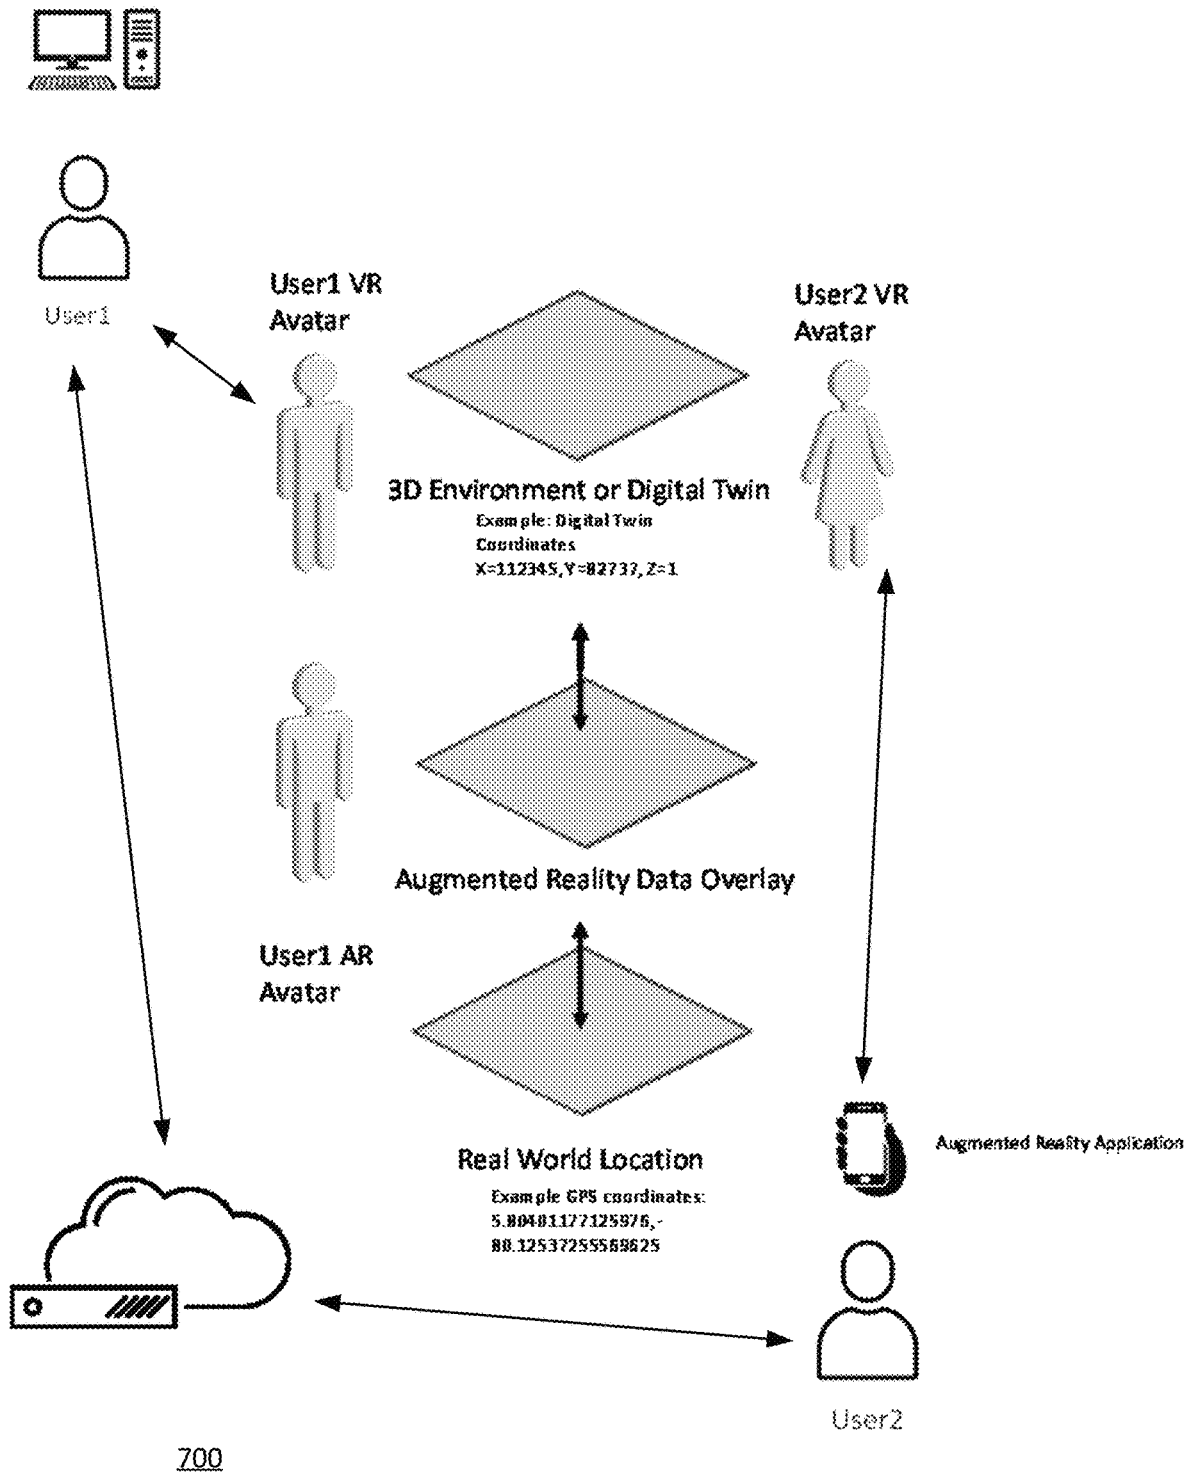 User1
User1 VR
Avatar
User2 VR
Avatar
3D Environment or Digital Twin
Example: Digital Twin
Coordinates
X=112345,Y=82737,Z=1
Augmented Reality Data Overlay
User1 AR
Avatar
Augmented Reality Application
Real World Location
Example GPS coordinates:
User2
700